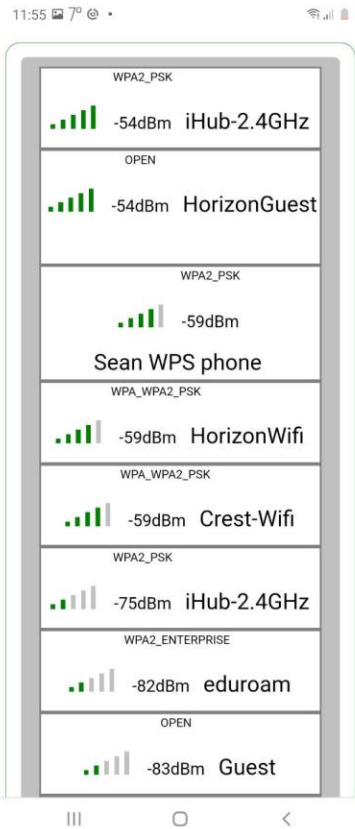 11:55 7°
WPA2_PSK
-54dBm iHub-2.4GHz
OPEN
-54dBm HorizonGuest
WPA2_PSK
-59dBm
Sean WPS phone
WPA_WPA2_PSK
-59dBm HorizonWifi
WPA_WPA2_PSK
-59dBm Crest-Wifi
WPA2_PSK
-75dBm iHub-2.4GHz
WPA2_ENTERPRISE
-82dBm eduroam
OPEN
-83dBm Guest